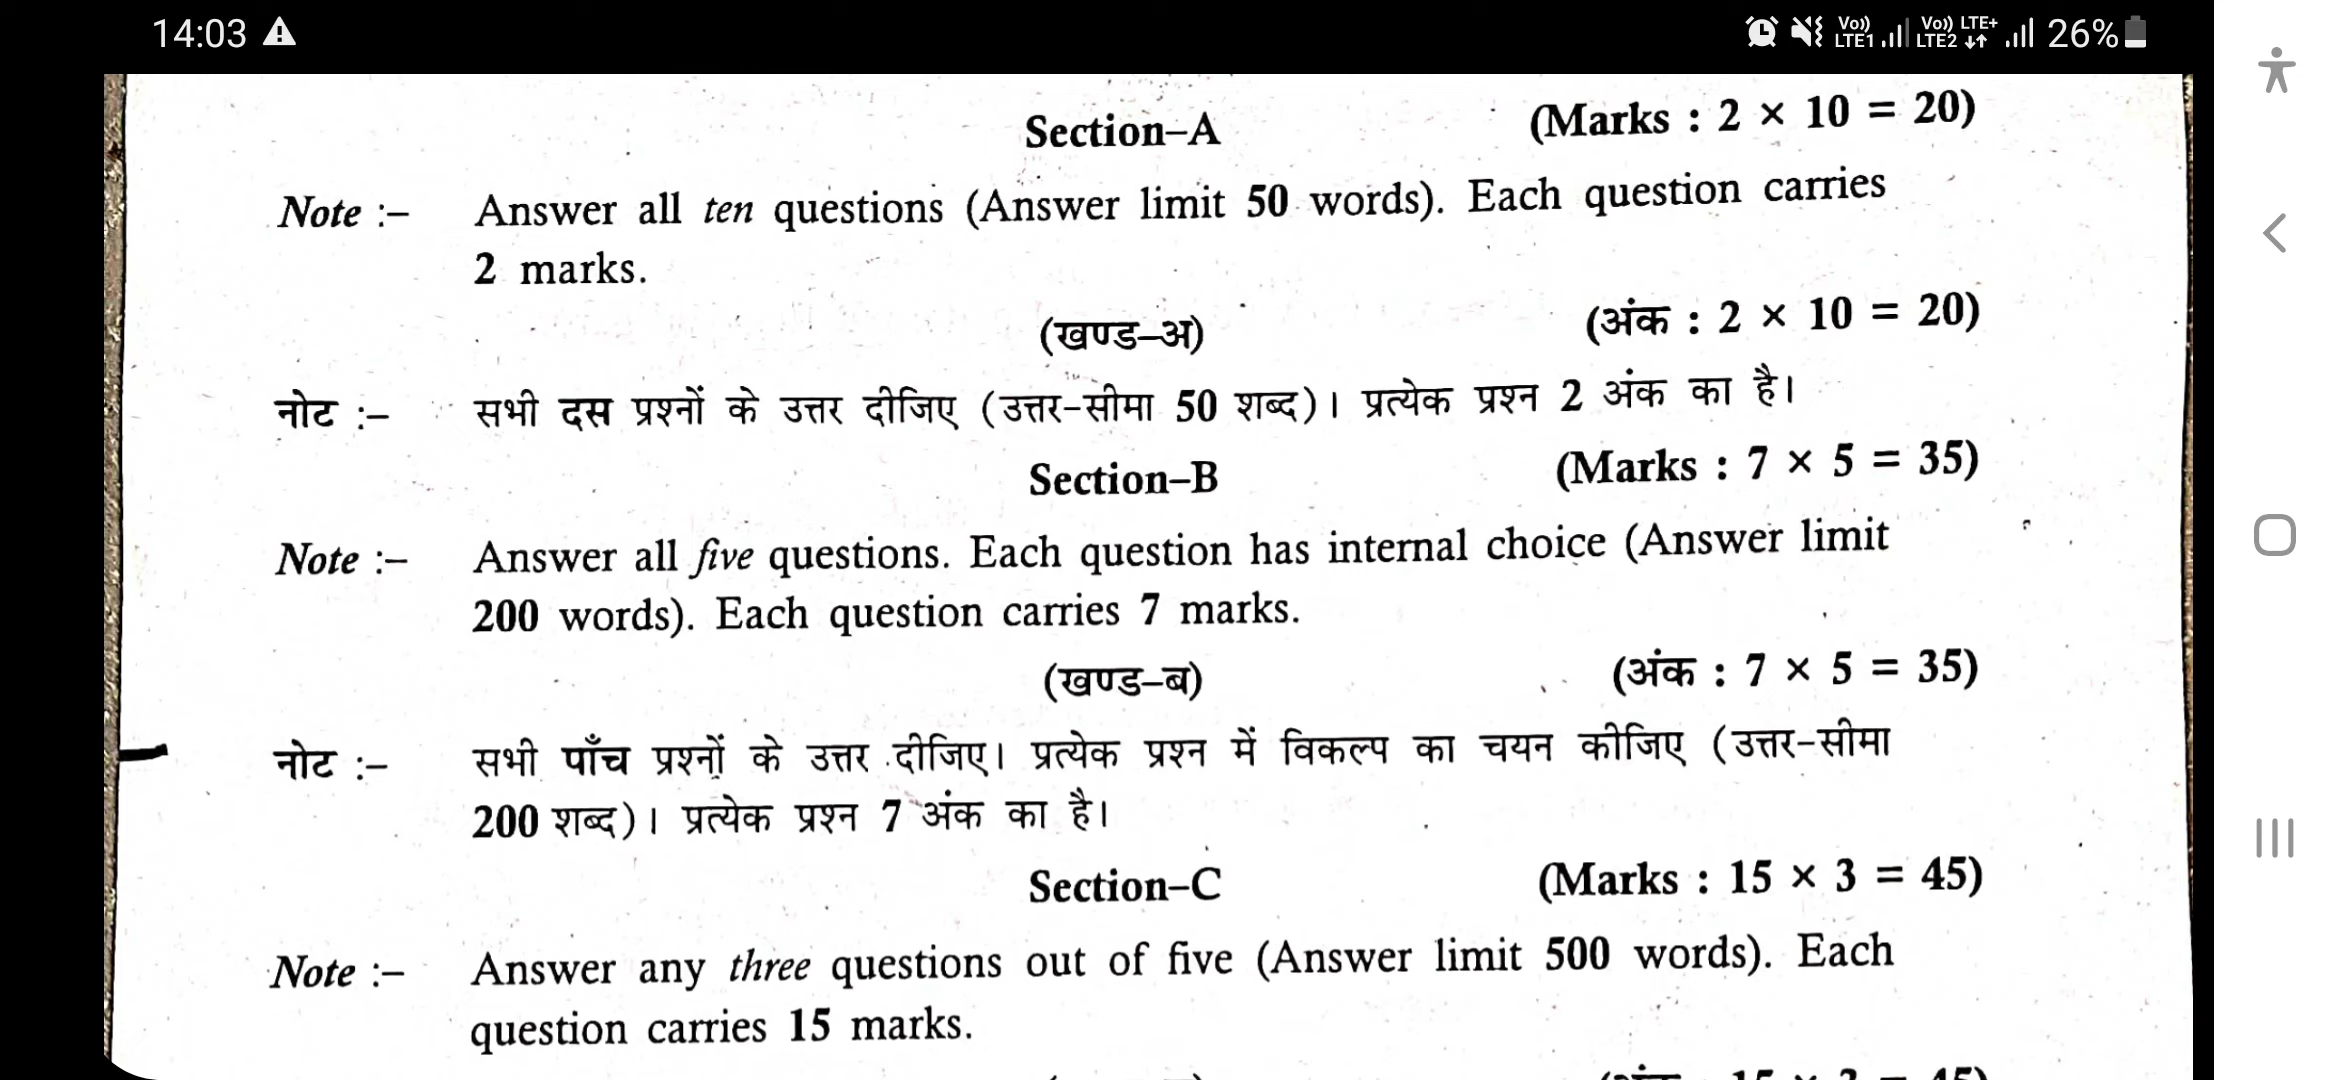 14:03
Vo)) LTE1 Vo)) LTE2 LTE+ 26%
Section–A (Marks : 2 × 10 = 20)
Note :– Answer all ten questions (Answer limit 50 words). Each question carries
2 marks.
(खण्ड–अ) (अंक : 2 × 10 = 20)
नोट :– सभी दस प्रश्नों के उत्तर दीजिए (उत्तर-सीमा 50 शब्द)। प्रत्येक प्रश्न 2 अंक का है।
Section–B (Marks : 7 × 5 = 35)
Note :– Answer all five questions. Each question has internal choice (Answer limit
200 words). Each question carries 7 marks.
(खण्ड–ब) (अंक : 7 × 5 = 35)
नोट :– सभी पाँच प्रश्नों के उत्तर दीजिए। प्रत्येक प्रश्न में विकल्प का चयन कीजिए (उत्तर-सीमा
200 शब्द)। प्रत्येक प्रश्न 7 अंक का है।
Section–C (Marks : 15 × 3 = 45)
Note :– Answer any three questions out of five (Answer limit 500 words). Each
question carries 15 marks.